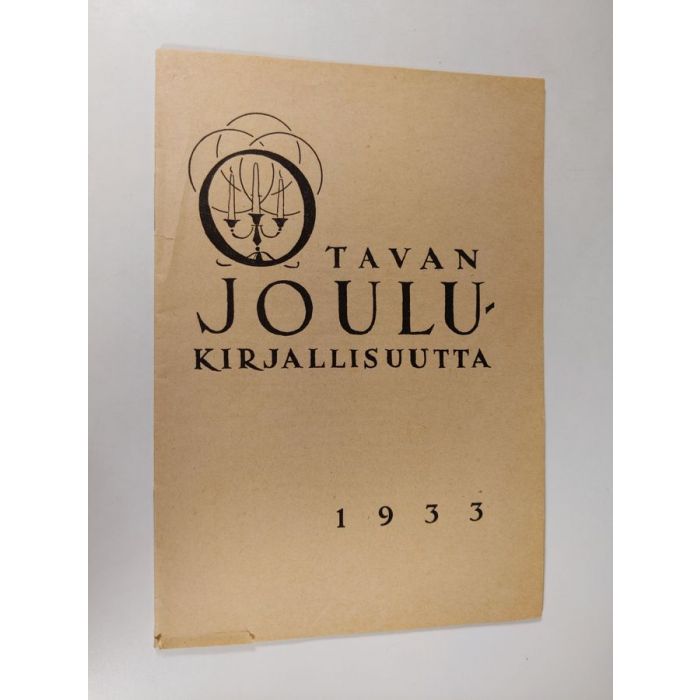 OTAVAN
JOULU-
KIRJALLISUUTTA
1933